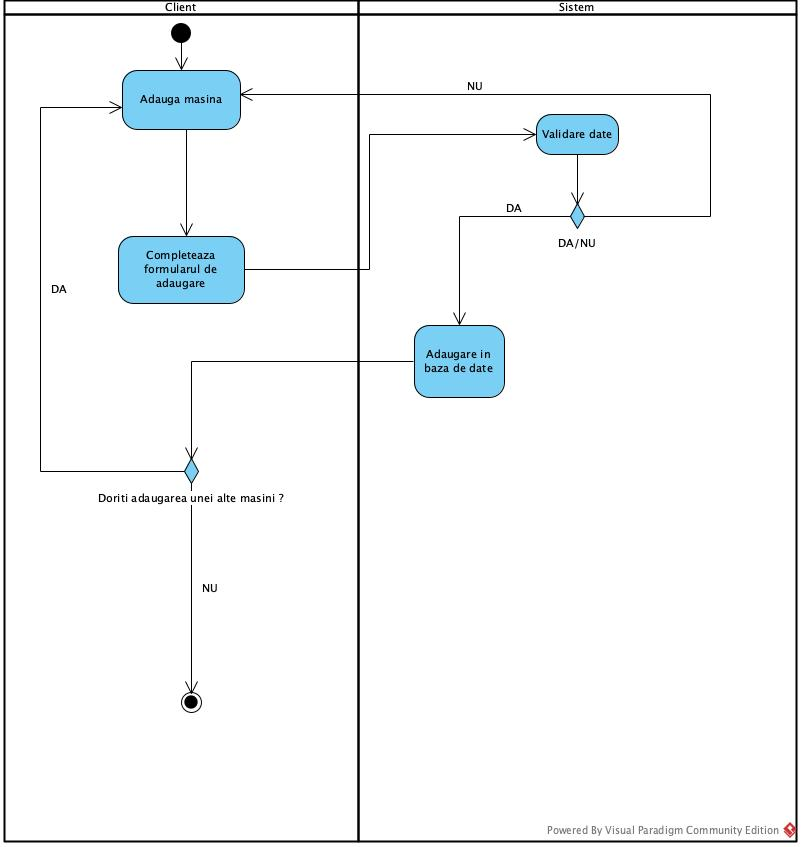 Client
Sistem
NU
Adauga masina
Validare date
DA
DA/NU
Completeaza
formularul de
adaugare
DA
Adaugare in
baza de date
Doriti adaugarea unei alte masini ?
NU
Powered By Visual Paradigm Community Edition